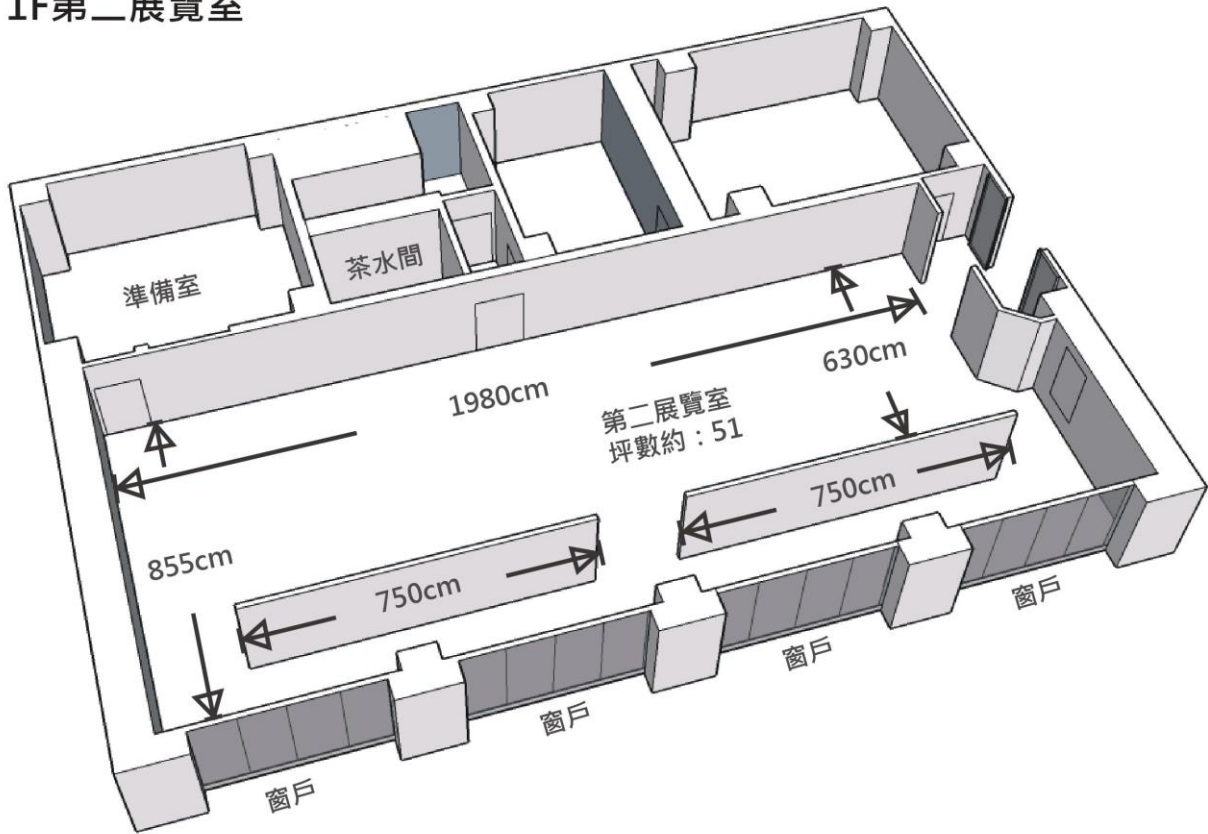 1F第二展覽室
準備室
茶水間
1980cm
630cm
第二展覽室
坪數約：51
750cm
855cm
750cm
窗戶
窗戶
窗戶
窗戶